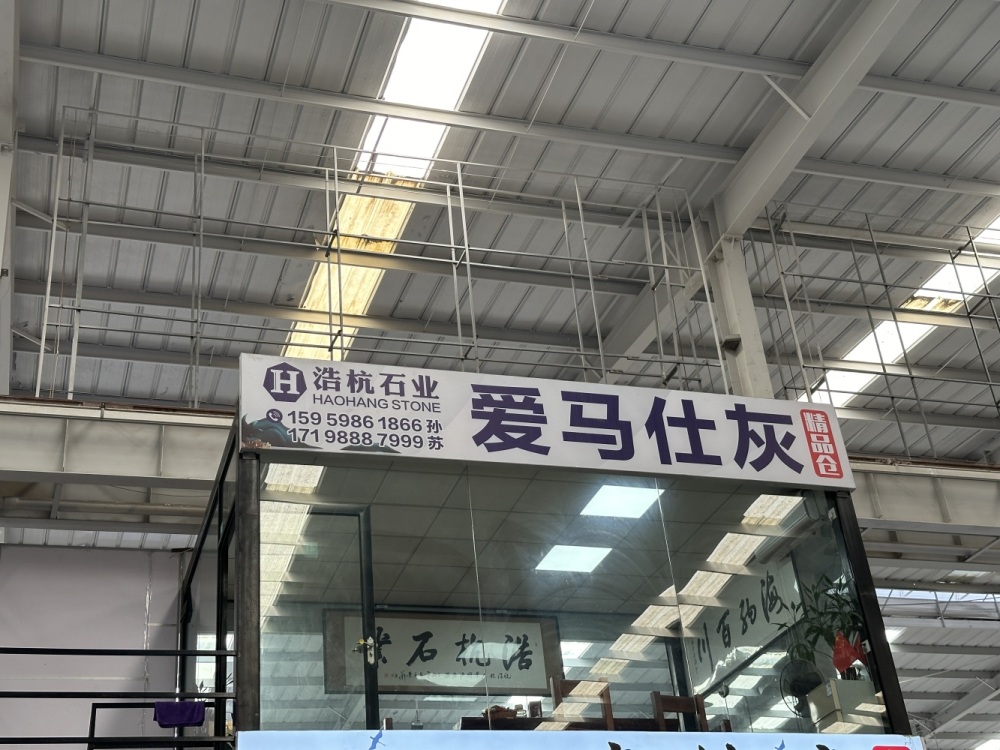 浩杭石业
HAOHANG STONE
159 5986 1866 孙
171 9888 7999 苏
爱马仕灰
精品仓
業石杭浩
海纳百川